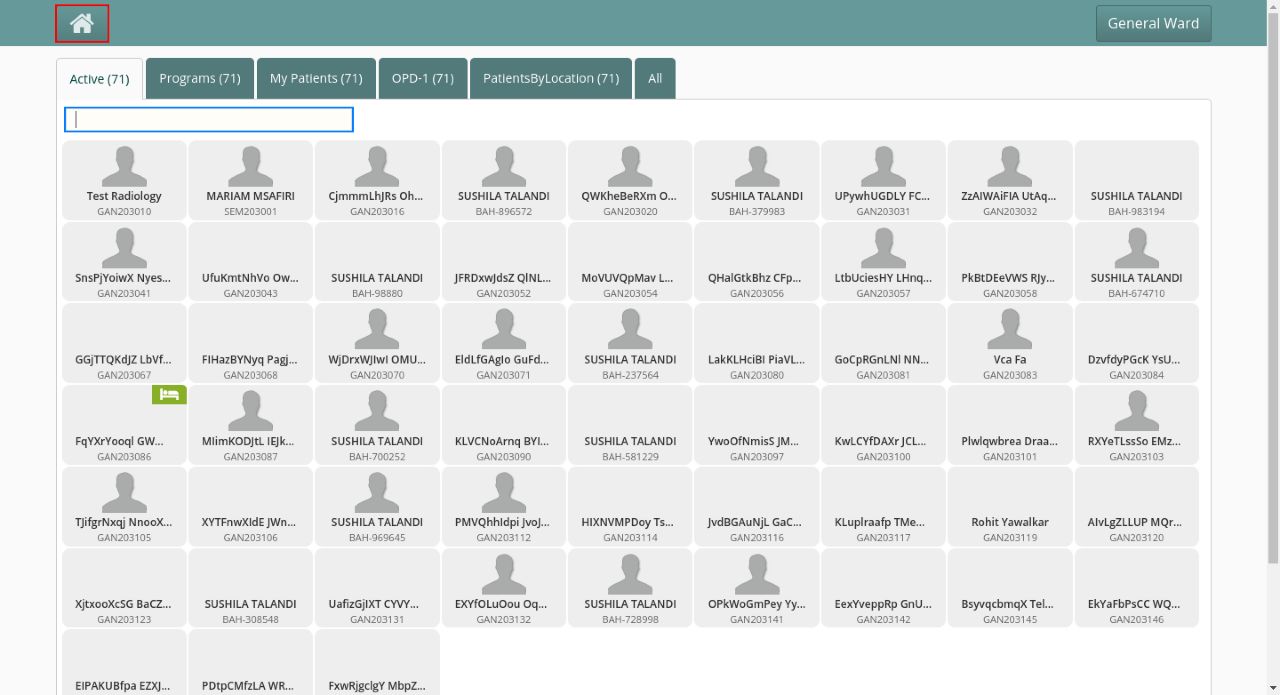 General Ward
Active (71)
Programs (71)
My Patients (71)
OPD-1 (71)
PatientsByLocation (71)
All
Test Radiology
GAN203010
MARIAM MSAFIRI
SEM203001
CjmmmLhJRs Oh...
GAN203016
SUSHILA TALANDI
BAH-896572
QWKheBeRXm O...
GAN203020
SUSHILA TALANDI
BAH-379983
UPywhUGDLY FC...
GAN203031
ZzAIWAiFIA UtAq...
GAN203032
SUSHILA TALANDI
BAH-983194
SnsPjYoiwX Nyes...
GAN203041
UfuKmtNhVo Ow...
GAN203043
SUSHILA TALANDI
BAH-98880
JFRDxwJdsZ QlNL...
GAN203052
MoVUVQpMav L...
GAN203054
QHalGtkBhz CFp...
GAN203056
LtbUciesHY LHnq...
GAN203057
PkBtDEeVWS RJy...
GAN203058
SUSHILA TALANDI
BAH-674710
GGjTTQKdJZ LbVf...
GAN203067
FIHazBYNyq Pagj...
GAN203068
WjDrxWJIwI OMU...
GAN203070
EldLfGAgIo GuFd...
GAN203071
SUSHILA TALANDI
BAH-237564
LakKLHciBI PiaVL...
GAN203080
GoCpRGnLNl NN...
GAN203081
Vca Fa
GAN203083
DzvfdyPGcK YsU...
GAN203084
FqYXrYooql GW...
GAN203086
MlimKODJtL IEJk...
GAN203087
SUSHILA TALANDI
BAH-700252
KLVCNoArnq BYI...
GAN203090
SUSHILA TALANDI
BAH-581229
YwoOfNmisS JM...
GAN203097
KwLCYfDAXr JCL...
GAN203100
Plwlqwbrea Draa...
GAN203101
RXYeTLssSo EMz...
GAN203103
TJifgrNxqj NnooX...
GAN203105
XYTFnwXIdE JWn...
GAN203106
SUSHILA TALANDI
BAH-969645
PMVQhhIdpi JvoJ...
GAN203112
HIXNVMPDoy Ts...
GAN203114
JvdBGAuNjL GaC...
GAN203116
KLuplraafp TMe...
GAN203117
Rohit Yawalkar
GAN203119
AIvLgZLLUP MQr...
GAN203120
XjtxooXcSG BaCZ...
GAN203123
SUSHILA TALANDI
BAH-308548
UafizGjIXT CYVY...
GAN203131
EXYfOLuOou Oq...
GAN203132
SUSHILA TALANDI
BAH-728998
OPkWoGmPey Yy...
GAN203141
EexYveppRp GnU...
GAN203142
BsyvqcbmqX Tel...
GAN203145
EkYaFbPsCC WQ...
GAN203146
EIPAKUBfpa EZXJ...
PDtpCMfzLA WR...
FxwRjgclgY MbpZ...